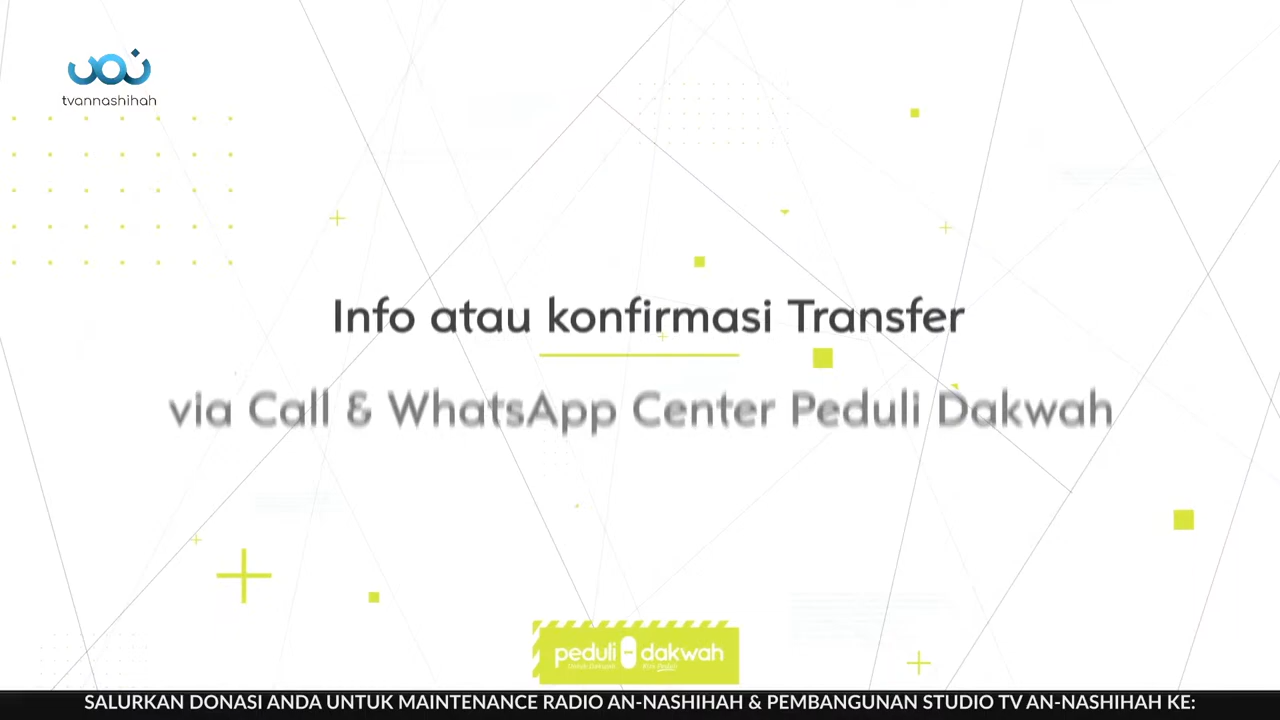 tvannashihah
Info atau konfirmasi Transfer
via Call & WhatsApp Center Peduli Dakwah
peduli dakwah
SALURKAN DONASI ANDA UNTUK MAINTENANCE RADIO AN-NASHIHAH & PEMBANGUNAN STUDIO TV AN-NASHIHAH KE: